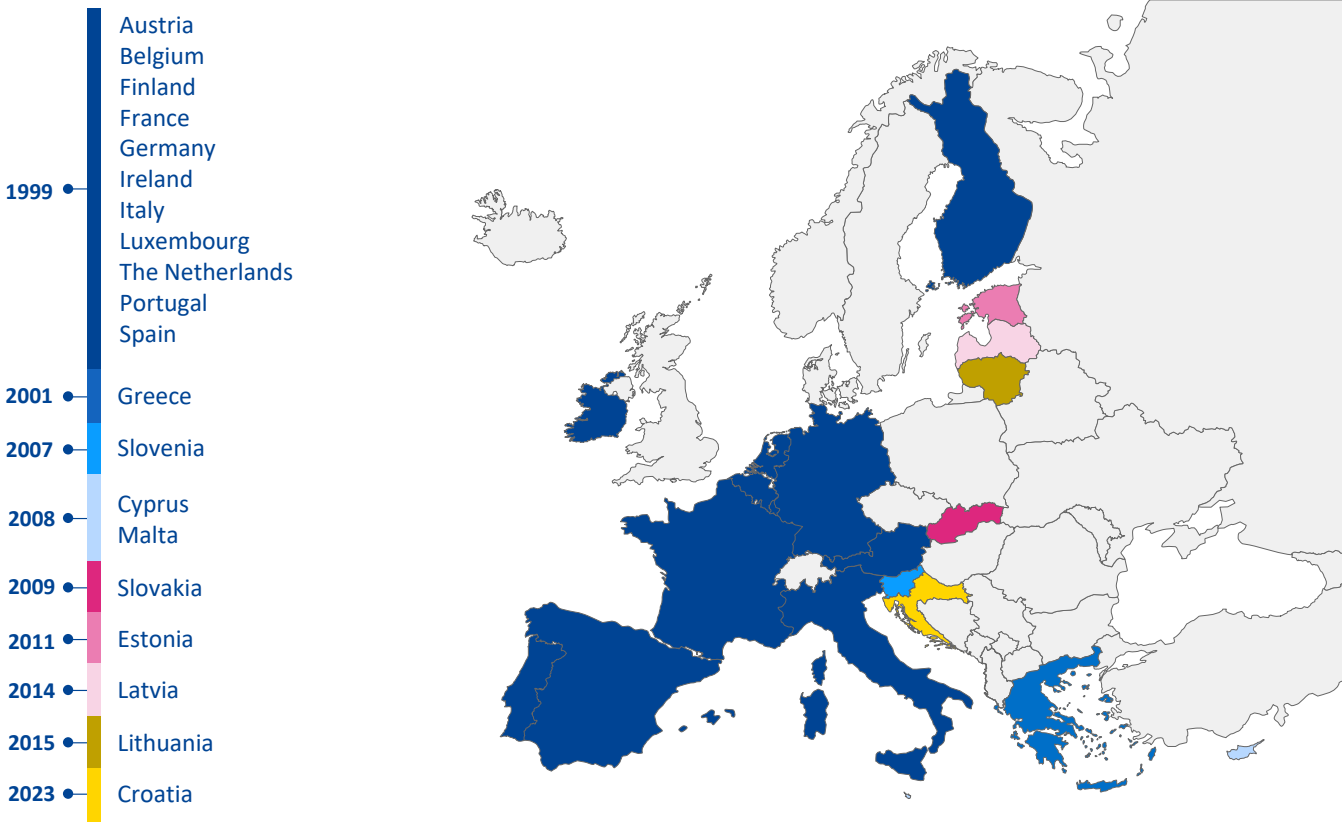 1999
Austria
Belgium
Finland
France
Germany
Ireland
Italy
Luxembourg
The Netherlands
Portugal
Spain
2001 Greece
2007 Slovenia
2008
Cyprus
Malta
2009 Slovakia
2011 Estonia
2014 Latvia
2015 Lithuania
2023 Croatia